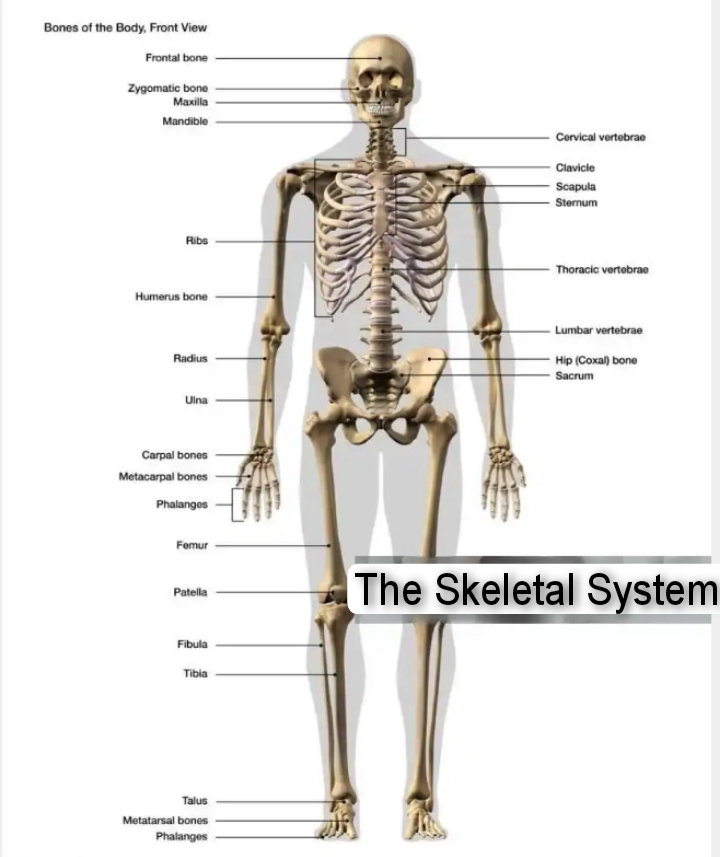 Bones of the Body, Front View
Frontal bone
Zygomatic bone
Maxilla
Mandible
Cervical vertebrae
Clavicle
Scapula
Sternum
Ribs
Thoracic vertebrae
Humerus bone
Lumbar vertebrae
Radius
Hip (Coxal) bone
Sacrum
Ulna
Carpal bones
Metacarpal bones
Phalanges
Femur
The Skeletal System
Patella
Fibula
Tibia
Talus
Metatarsal bones
Phalanges